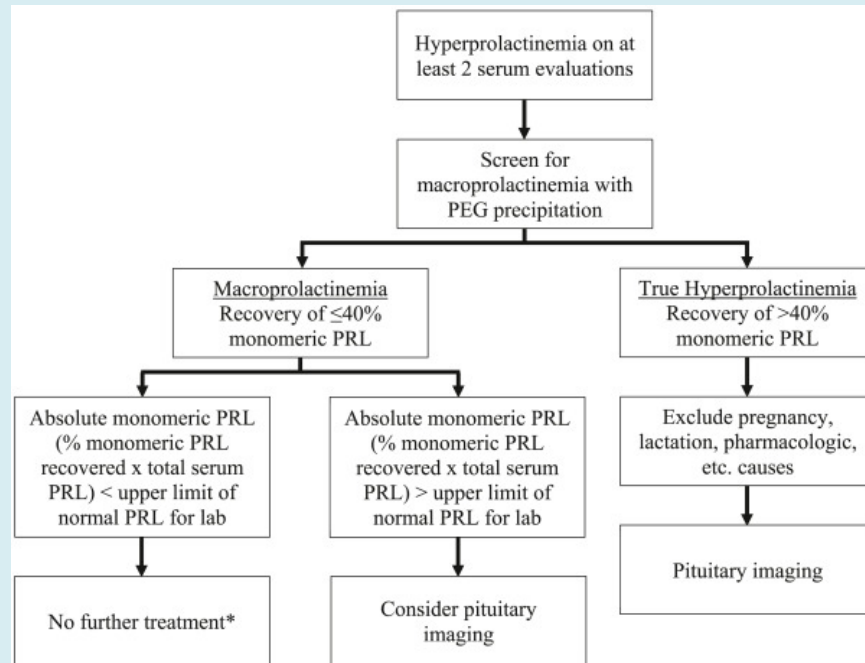 Hyperprolactinemia on at
least 2 serum evaluations
Screen for
macroprolactinemia with
PEG precipitation
Macroprolactinemia
Recovery of ≤40%
monomeric PRL
True Hyperprolactinemia
Recovery of >40%
monomeric PRL
Absolute monomeric PRL
(% monomeric PRL
recovered x total serum
PRL) < upper limit of
normal PRL for lab
Absolute monomeric PRL
(% monomeric PRL
recovered x total serum
PRL) > upper limit of
normal PRL for lab
Exclude pregnancy,
lactation, pharmacologic,
etc. causes
No further treatment*
Consider pituitary
imaging
Pituitary imaging